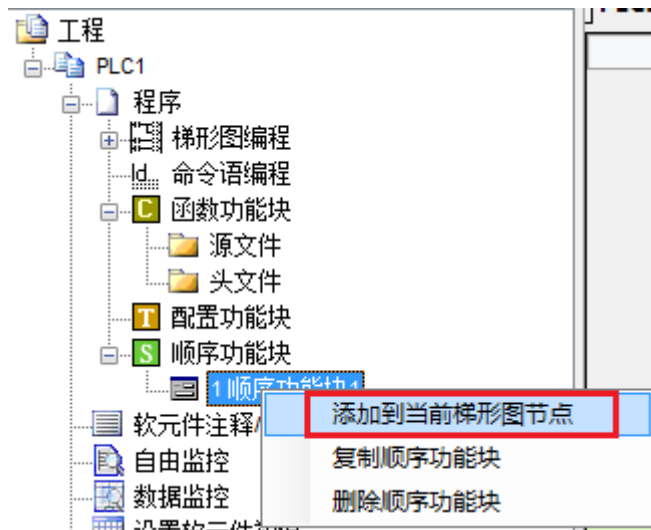 工程
PLC1
程序
梯形图编程
ld... 命令语编程
C 函数功能块
源文件
头文件
T 配置功能块
S 顺序功能块
1 顺序功能块1
添加到当前梯形图节点
软元件注释/
复制顺序功能块
自由监控
删除顺序功能块
数据监控